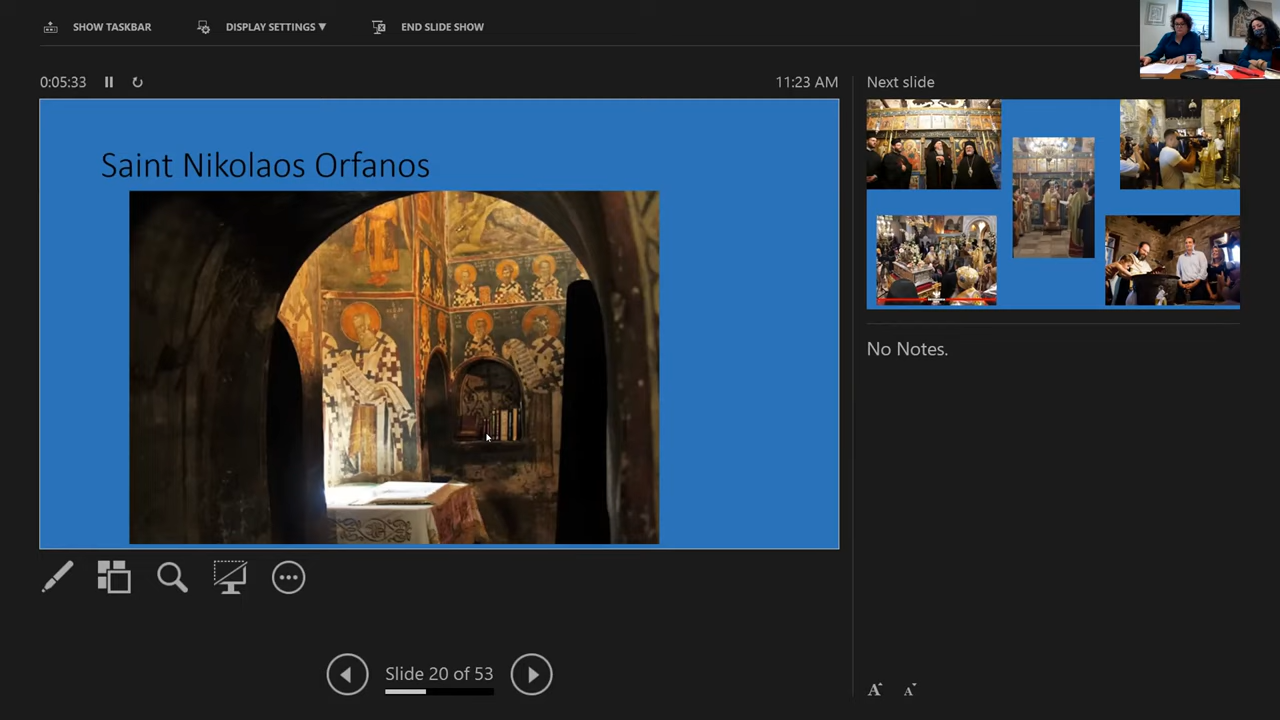 SHOW TASKBAR
DISPLAY SETTINGS ▼
END SLIDE SHOW
0:05:33
11:23 AM
Next slide
Saint Nikolaos Orfanos
No Notes.
Slide 20 of 53
A
A